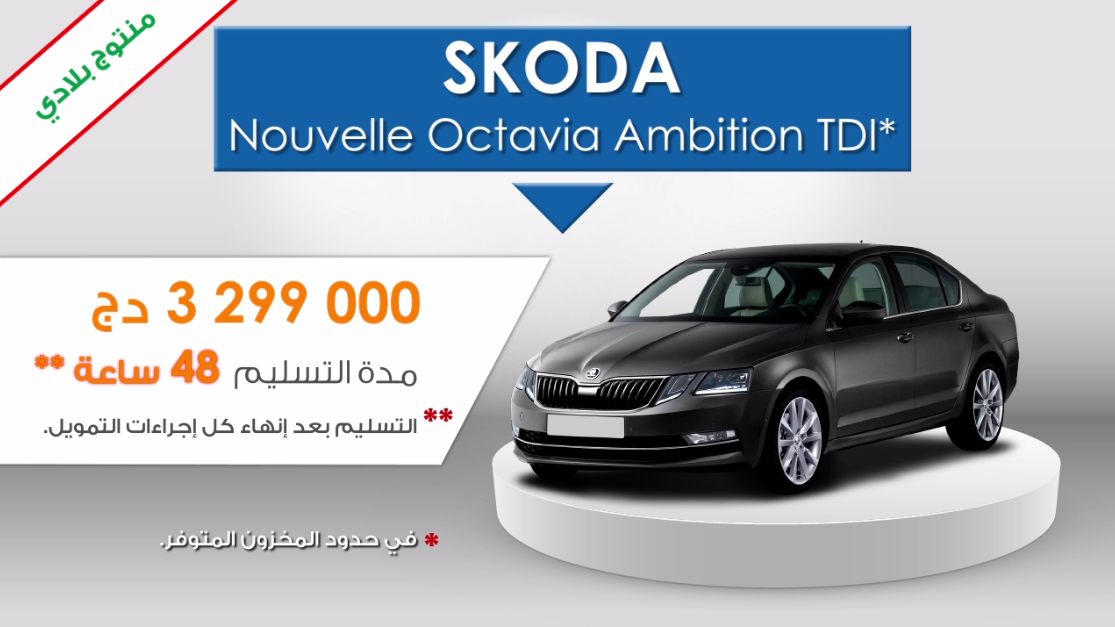 منتوج بلادي
SKODA
Nouvelle Octavia Ambition TDI*
3 299 000 دج
مدة التسليم 48 ساعة **
** التسليم بعد إنهاء كل إجراءات التمويل.
* في حدود المخزون المتوفر.